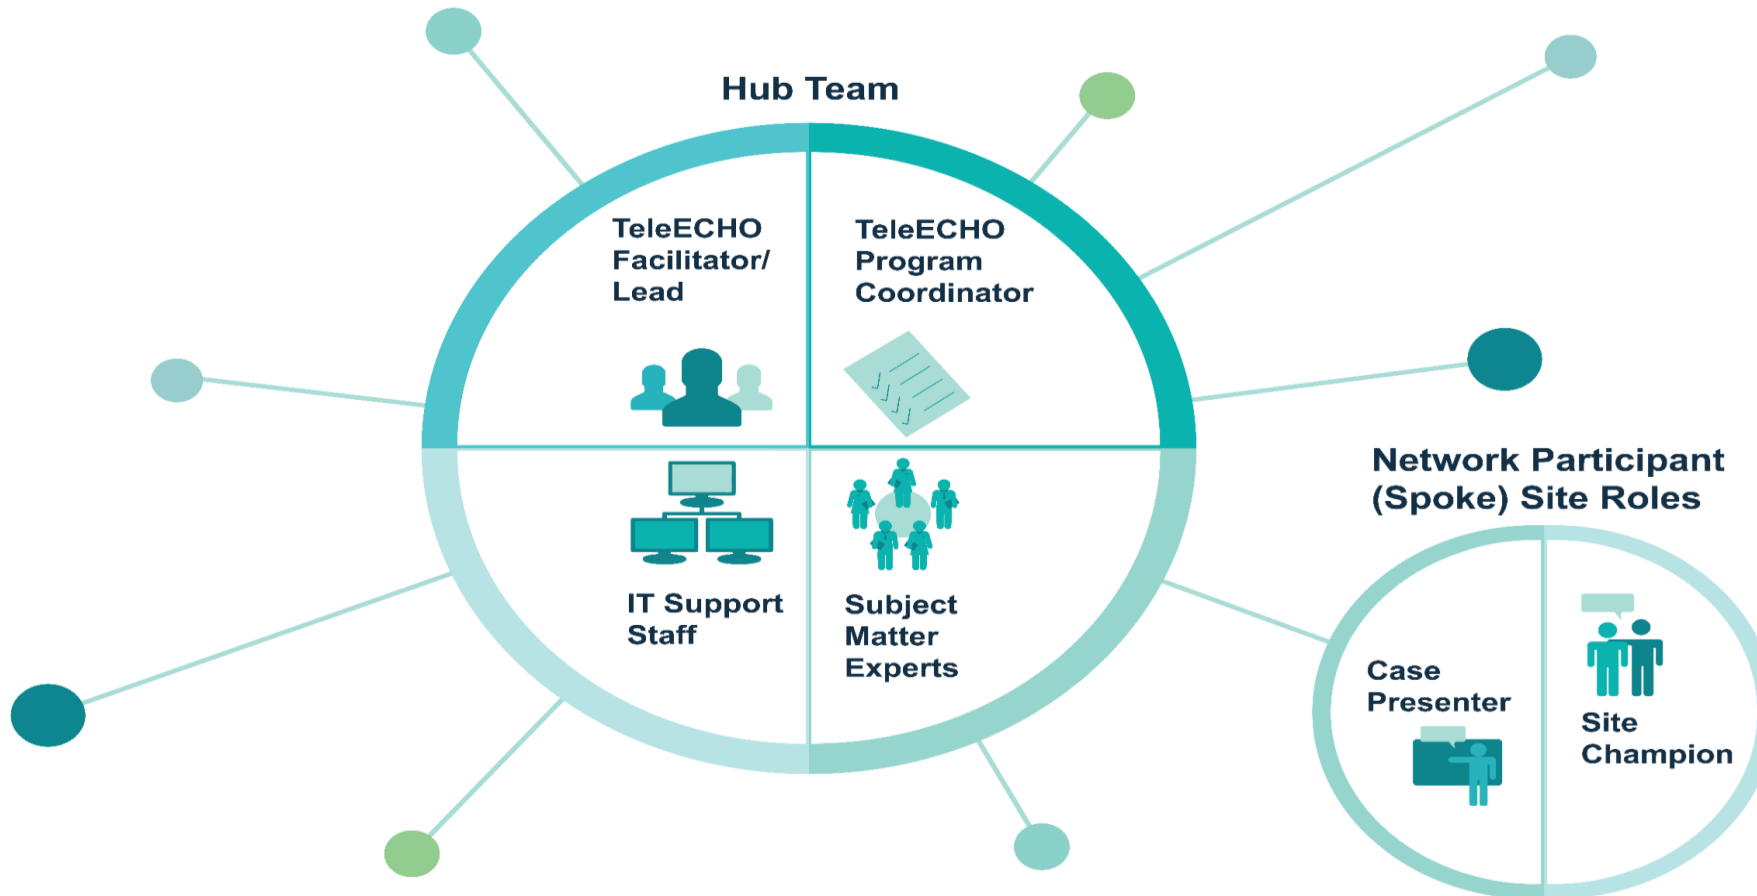 Hub Team
TeleECHO
Facilitator/
Lead
TeleECHO
Program
Coordinator
IT Support
Staff
Subject
Matter
Experts
Network Participant
(Spoke) Site Roles
Case
Presenter
Site
Champion